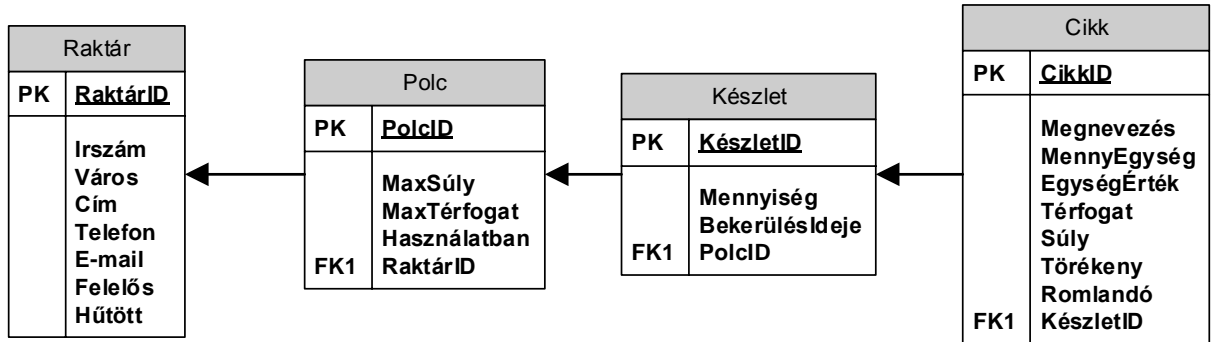 Raktár
PK RaktárID
Irszám
Város
Cím
Telefon
E-mail
Felelős
Hűtött
Polc
PK PolcID
MaxSúly
MaxTérfogat
Használatban
FK1 RaktárID
Készlet
PK KészletID
Mennyiség
BekerülésIdeje
FK1 PolcID
Cikk
PK CikkID
Megnevezés
MennyEgység
EgységÉrték
Térfogat
Súly
Törékeny
Romlandó
FK1 KészletID